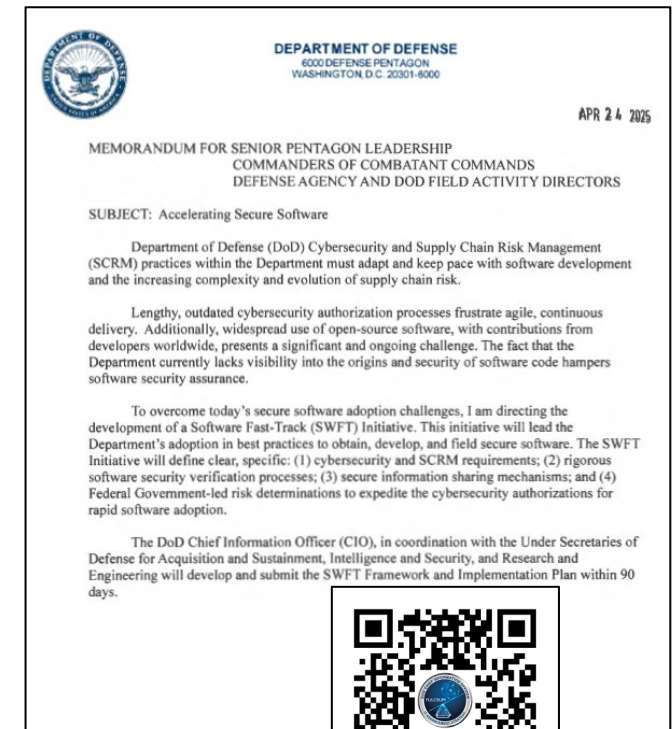 DEPARTMENT OF DEFENSE
6000 DEFENSE PENTAGON
WASHINGTON, D.C. 20301-6000
APR 24 2025
MEMORANDUM FOR SENIOR PENTAGON LEADERSHIP
COMMANDERS OF COMBATANT COMMANDS
DEFENSE AGENCY AND DOD FIELD ACTIVITY DIRECTORS
SUBJECT: Accelerating Secure Software
Department of Defense (DoD) Cybersecurity and Supply Chain Risk Management
(SCRM) practices within the Department must adapt and keep pace with software development
and the increasing complexity and evolution of supply chain risk.
Lengthy, outdated cybersecurity authorization processes frustrate agile, continuous
delivery. Additionally, widespread use of open-source software, with contributions from
developers worldwide, presents a significant and ongoing challenge. The fact that the
Department currently lacks visibility into the origins and security of software code hampers
software security assurance.
To overcome today's secure software adoption challenges, I am directing the
development of a Software Fast-Track (SWFT) Initiative. This initiative will lead the
Department's adoption in best practices to obtain, develop, and field secure software. The SWFT
Initiative will define clear, specific: (1) cybersecurity and SCRM requirements; (2) rigorous
software security verification processes; (3) secure information sharing mechanisms; and (4)
Federal Government-led risk determinations to expedite the cybersecurity authorizations for
rapid software adoption.
The DoD Chief Information Officer (CIO), in coordination with the Under Secretaries of
Defense for Acquisition and Sustainment, Intelligence and Security, and Research and
Engineering will develop and submit the SWFT Framework and Implementation Plan within 90
days.